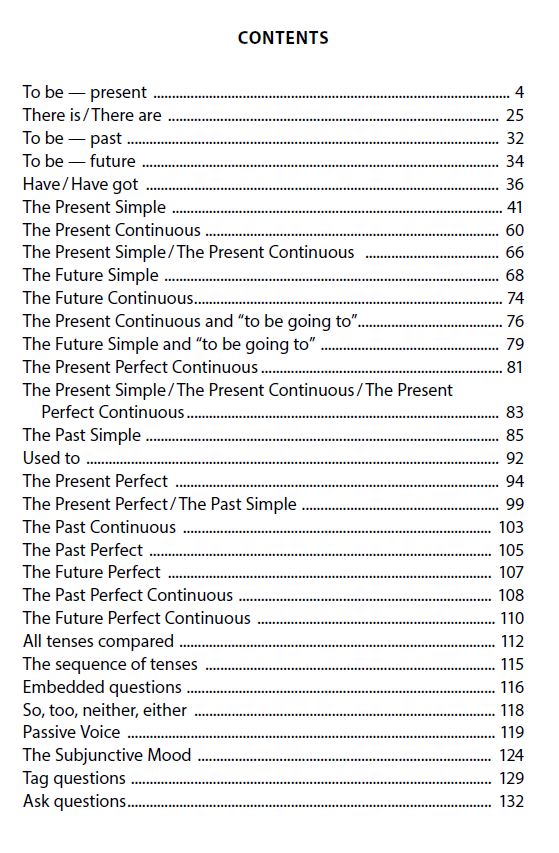 CONTENTS
To be — present 4
There is / There are 25
To be — past 32
To be — future 34
Have / Have got 36
The Present Simple 41
The Present Continuous 60
The Present Simple / The Present Continuous 66
The Future Simple 68
The Future Continuous 74
The Present Continuous and “to be going to” 76
The Future Simple and “to be going to” 79
The Present Perfect Continuous 81
The Present Simple / The Present Continuous / The Present
Perfect Continuous 83
The Past Simple 85
Used to 92
The Present Perfect 94
The Present Perfect / The Past Simple 99
The Past Continuous 103
The Past Perfect 105
The Future Perfect 107
The Past Perfect Continuous 108
The Future Perfect Continuous 110
All tenses compared 112
The sequence of tenses 115
Embedded questions 116
So, too, neither, either 118
Passive Voice 119
The Subjunctive Mood 124
Tag questions 129
Ask questions 132